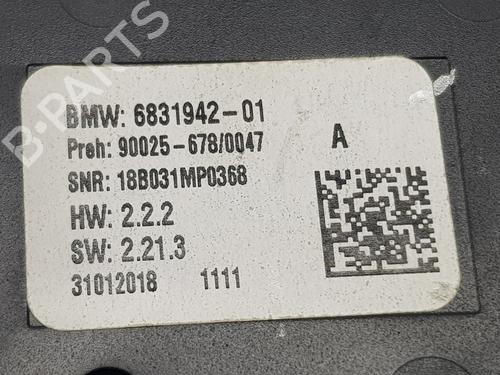 B-PARTS
BMW: 6831942-01
Preh: 90025-678/0047
A
SNR: 18B031MP0368
HW: 2.2.2
SW: 2.21.3
31012018 1111